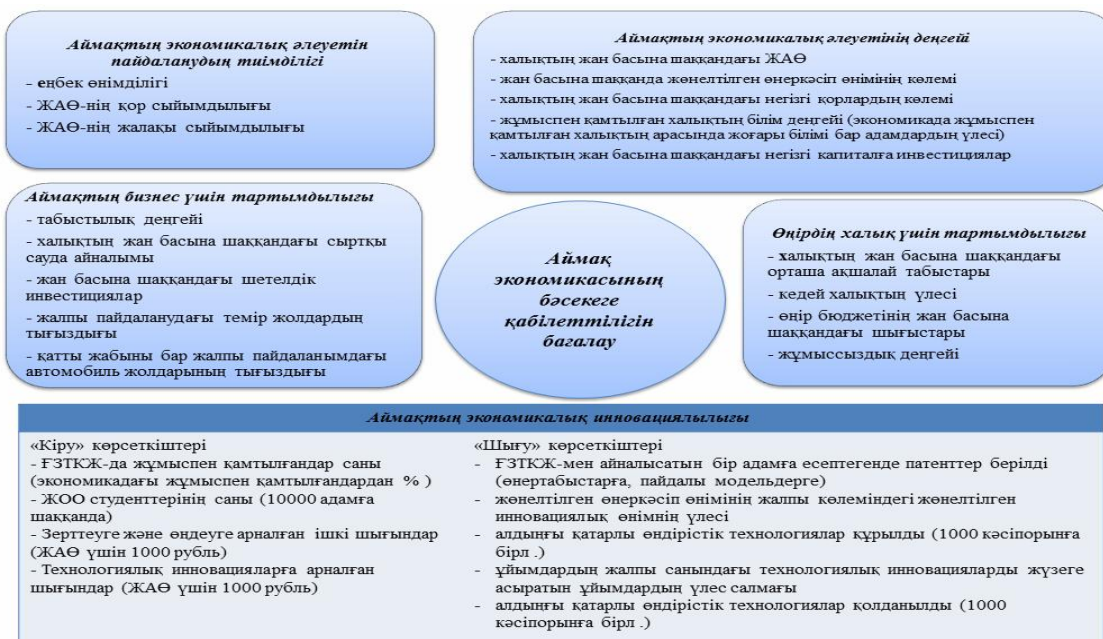 Аймақтың экономикалық әлеуетін
пайдаланудың тиімділігі
- еңбек өнімділігі
- ЖАӨ-нің қор сыйымдылығы
- ЖАӨ-нің жалақы сыйымдылығы
Аймақтың экономикалық әлеуетінің деңгейі
- халықтың жан басына шаққандағы ЖАӨ
- жан басына шаққанда жөнелтілген өнеркәсіп өнімінің көлемі
- халықтың жан басына шаққандағы негізгі қорлардың көлемі
- жұмыспен қамтылған халықтың білім деңгейі (экономикада жұмыспен
қамтылған халықтың арасында жоғары білімі бар адамдардың үлесі)
- халықтың жан басына шаққандағы негізгі капиталға инвестициялар
Аймақтың бизнес үшін тартымдылығы
- табыстылық деңгейі
- халықтың жан басына шаққандағы сыртқы
сауда айналымы
- жан басына шаққандағы шетелдік
инвестициялар
- жалпы пайдаланудағы темір жолдардың
тығыздығы
- қатты жабыны бар жалпы пайдаланымдағы
автомобиль жолдарының тығыздығы
Аймақ
экономикасының
бәсекеге
қабілеттілігін
бағалау
Өңірдің халық үшін тартымдылығы
- халықтың жан басына шаққандағы
орташа ақшалай табыстары
- кедей халықтың үлесі
- өңір бюджетінің жан басына
шаққандағы шығыстары
- жұмыссыздық деңгейі
Аймақтың экономикалық инновациялылығы
«Кіру» көрсеткіштері
- ҒЗТКЖ-да жұмыспен қамтылғандар саны
(экономикадағы жұмыспен қамтылғандардан % )
- ЖОО студенттерінің саны (10000 адамға
шаққанда)
- Зерттеуге және өңдеуге арналған ішкі шығындар
(ЖАӨ үшін 1000 рубль)
- Технологиялық инновацияларға арналған
шығындар (ЖАӨ үшін 1000 рубль)
«Шығу» көрсеткіштері
- ҒЗТКЖ-мен айналысатын бір адамға есептегенде патенттер берілді
(өнертабыстарға, пайдалы модельдерге)
- жөнелтілген өнеркәсіп өнімінің жалпы көлеміндегі жөнелтілген
инновациялық өнімнің үлесі
- алдыңғы қатарлы өндірістік технологиялар құрылды (1000 кәсіпорынға
бірл .)
- ұйымдардың жалпы санындағы технологиялық инновацияларды жүзеге
асыратын ұйымдардың үлес салмағы
- алдыңғы қатарлы өндірістік технологиялар қолданылды (1000
кәсіпорынға бірл .)